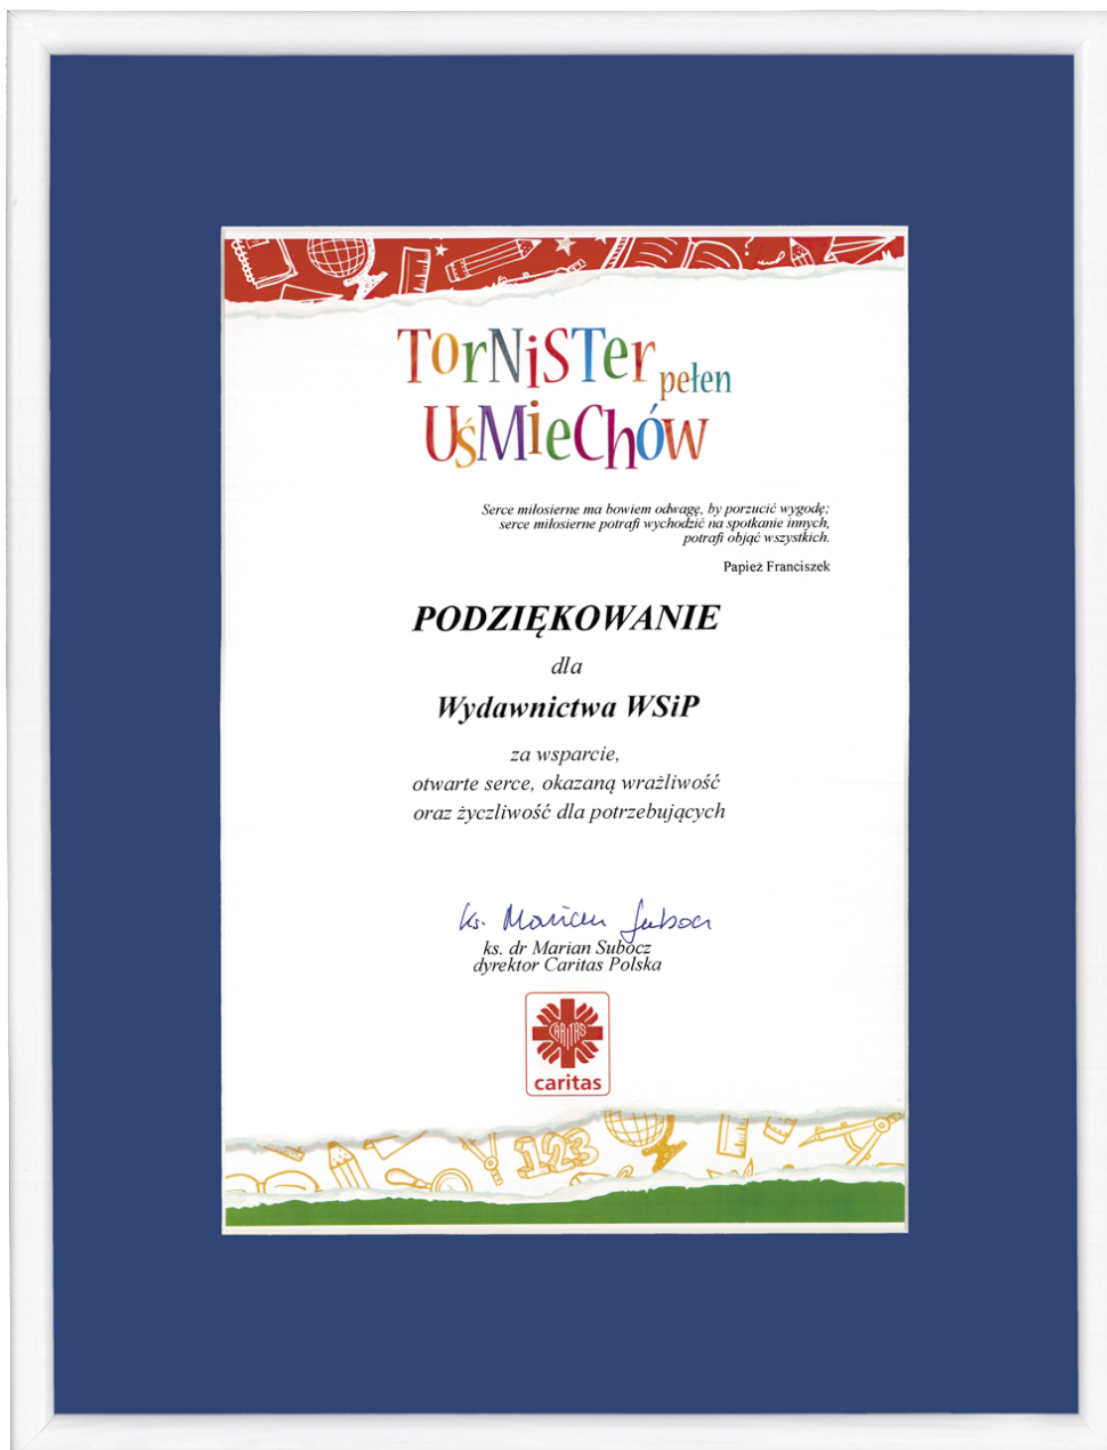 TorNiSTer pełen
UśMieChów
Serce miłosierne ma bowiem odwagę, by porzucić wygodę;
serce miłosierne potrafi wychodzić na spotkanie innych,
potrafi objąć wszystkich.
Papież Franciszek
PODZIĘKOWANIE
dla
Wydawnictwa WSiP
za wsparcie,
otwarte serce, okazaną wrażliwość
oraz życzliwość dla potrzebujących
ks. Marian Subocz
ks. dr Marian Subocz
dyrektor Caritas Polska
CARITAS
caritas
123